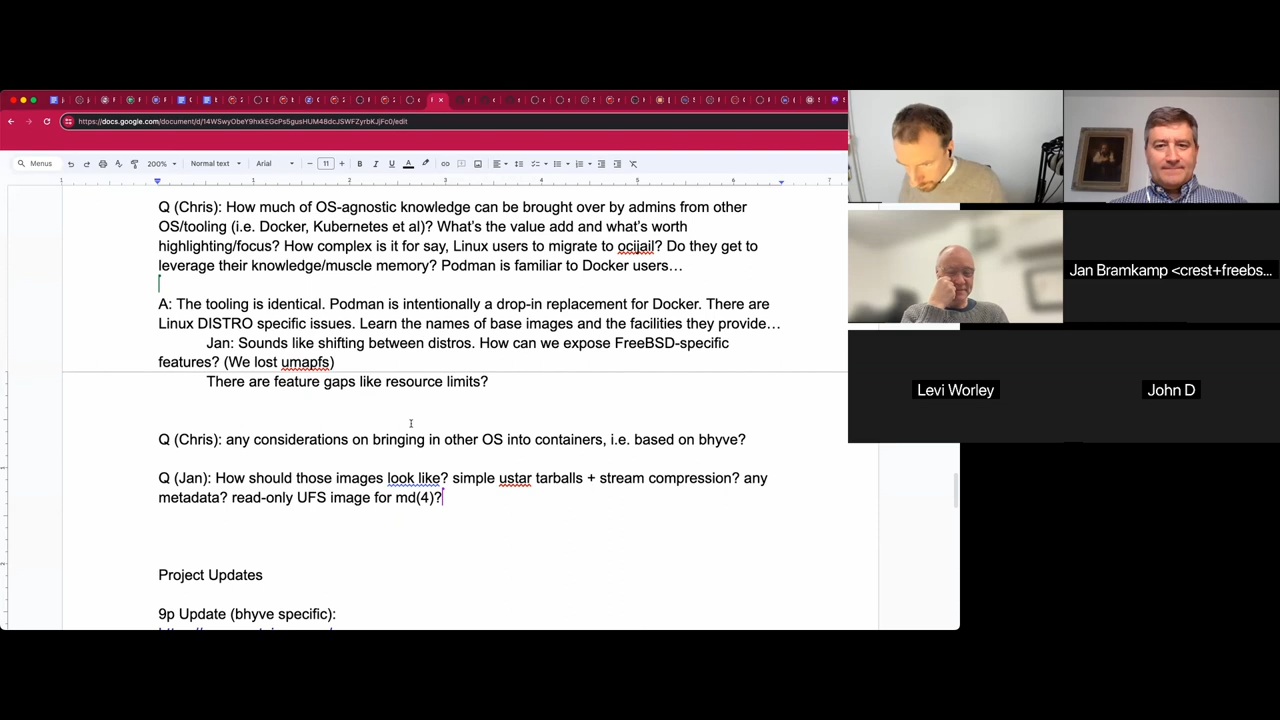 https://docs.google.com/document/d/14WSwyObeY9hxkEGcPs5gusHUM48dcJSWFZyrbKJjFc0/edit
Menus
200%
Normal text
Arial
11
1 1 2 3 4 5 6 7
Q (Chris): How much of OS-agnostic knowledge can be brought over by admins from other
OS/tooling (i.e. Docker, Kubernetes et al)? What's the value add and what's worth
highlighting/focus? How complex is it for say, Linux users to migrate to ocijail? Do they get to
leverage their knowledge/muscle memory? Podman is familiar to Docker users…
A: The tooling is identical. Podman is intentionally a drop-in replacement for Docker. There are
Linux DISTRO specific issues. Learn the names of base images and the facilities they provide…
Jan: Sounds like shifting between distros. How can we expose FreeBSD-specific
features? (We lost umapfs)
There are feature gaps like resource limits?
Q (Chris): any considerations on bringing in other OS into containers, i.e. based on bhyve?
Q (Jan): How should those images look like? simple ustar tarballs + stream compression? any
metadata? read-only UFS image for md(4)?
Project Updates
9p Update (bhyve specific):
Jan Bramkamp <crest+freebs...
Levi Worley
John D